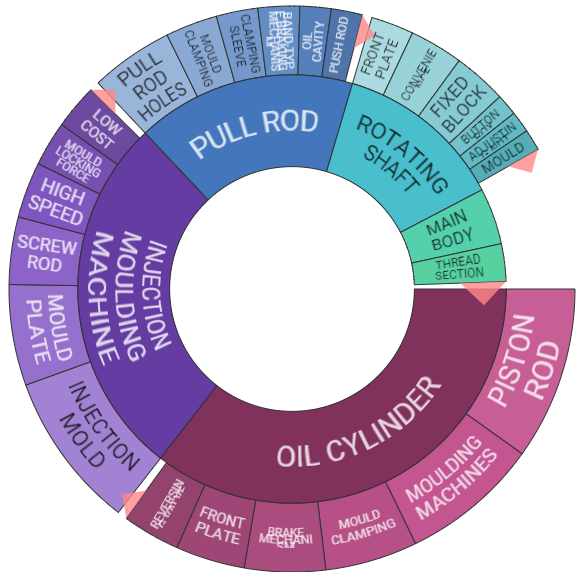 PULL ROD
ROTATING
SHAFT
MAIN
BODY
THREAD
SECTION
OIL CYLINDER
INJECTION
MOULDING
MACHINE
PULL
ROD
HOLES
MOULD
CLAMPING
CLAMPING
SLEEVE
OIL
CAVITY
PUSH ROD
FRONT
PLATE
FIXED
BLOCK
BUTTON
ADJUSTIN
MOULD
PISTON
ROD
MOULDING
MACHINES
MOULD
CLAMPING
BRAKE
MECHANI
FRONT
PLATE
REVERSIN
INJECTION
MOLD
MOULD
PLATE
SCREW
ROD
HIGH
SPEED
MOULD
LOCKING
FORCE
LOW
COST